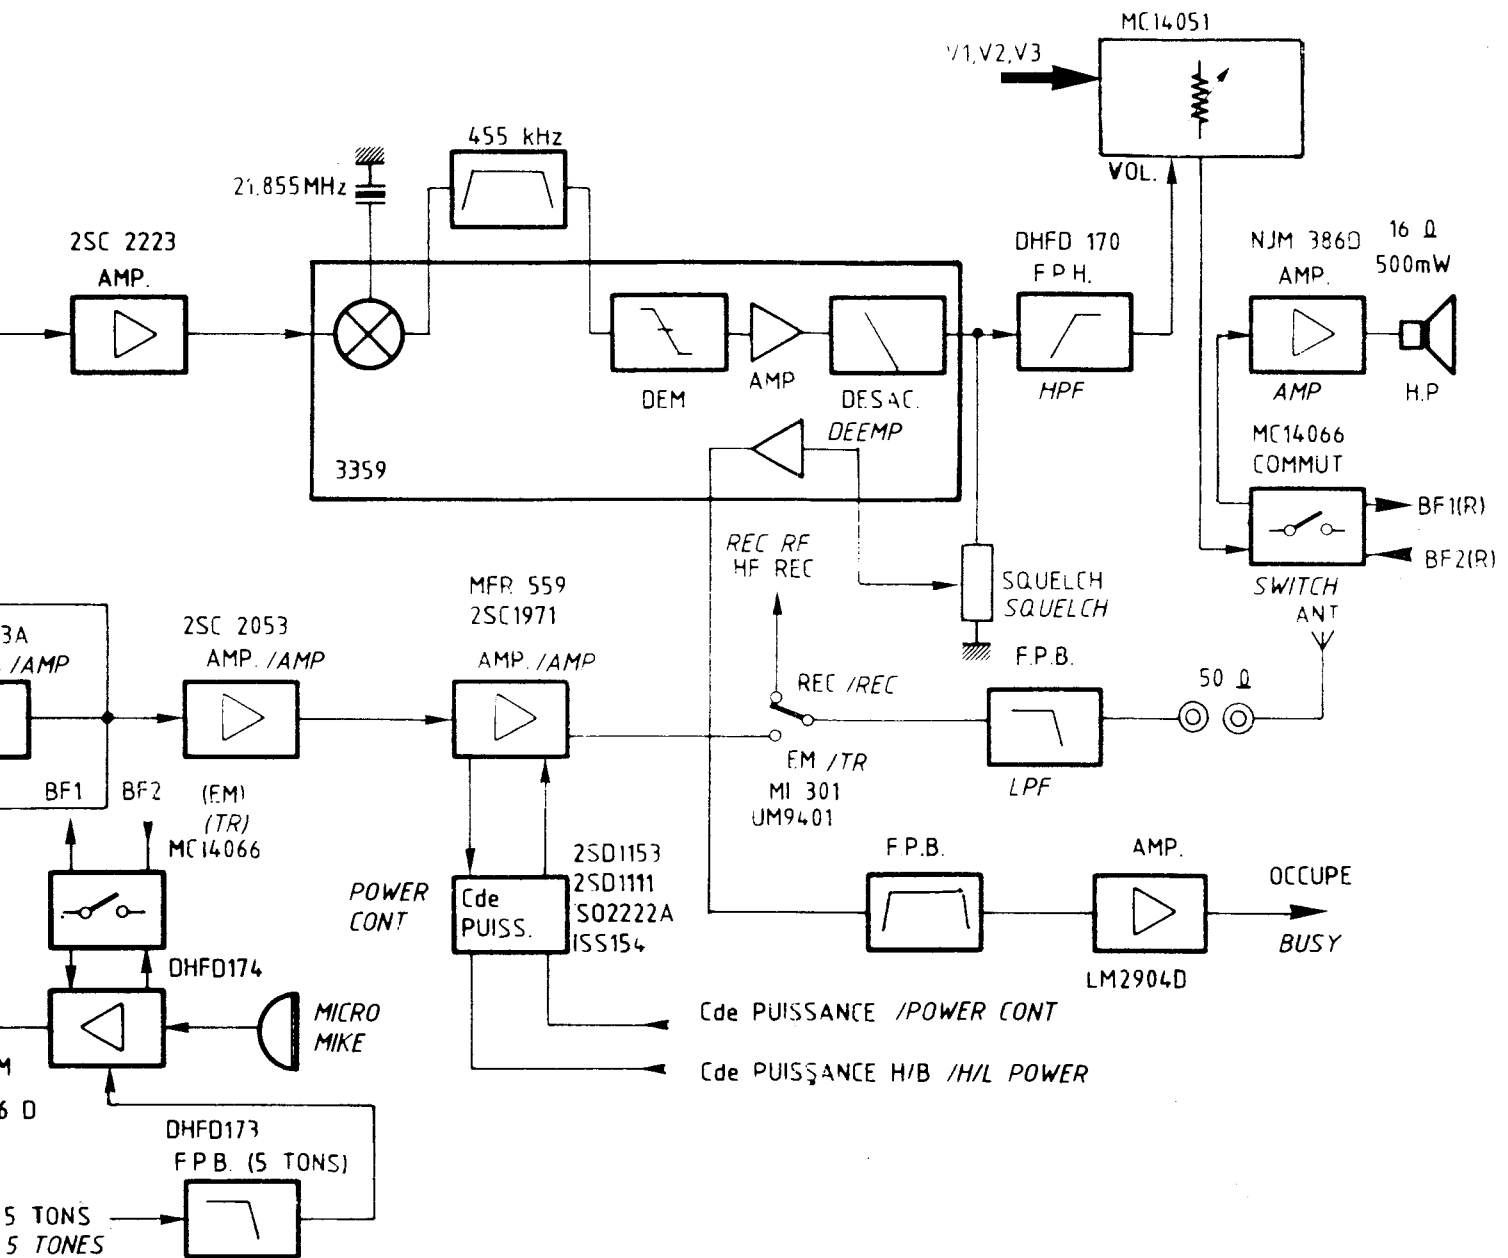 MC14051
V1,V2,V3
VOL.
455 kHz
21.855MHz
2SC 2223
AMP.
DHFD 170
F.P.H.
HPF
NJM 386D
AMP.
AMP
16 Ω
500mW
H.P
DEM
AMP
DESAC.
DEEMP
3359
MC14066
COMMUT
BF1(R)
BF2(R)
SWITCH
ANT
REC RF
HF REC
SQUELCH
SQUELCH
MFR 559
2SC1971
AMP./AMP
2SC 2053
AMP./AMP
3A
. /AMP
REC /REC
F.P.B.
LPF
50 Ω
EM /TR
MI 301
UM9401
BF1
BF2
(EM)
(TR)
MC14066
2SD1153
2SD1111
SO2222A
ISS154
POWER
CONT
Cde
PUISS.
F.P.B.
AMP.
LM2904D
OCCUPE
BUSY
DHFD174
MICRO
MIKE
Cde PUISSANCE /POWER CONT
Cde PUISSANCE H/B /H/L POWER
M
6 D
DHFD173
F.P.B. (5 TONS)
5 TONS
5 TONES